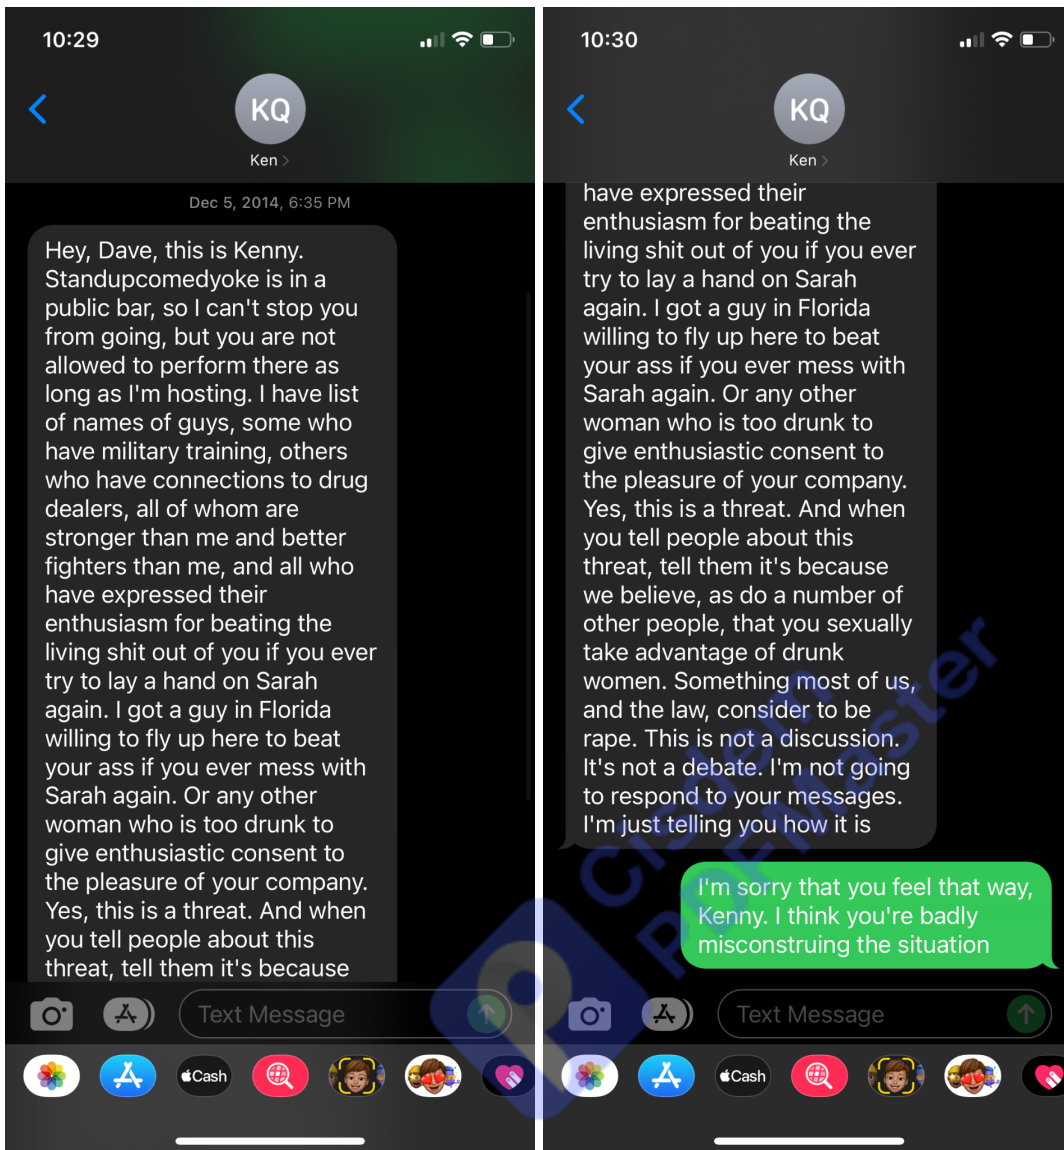 10:29
KQ
Ken
Dec 5, 2014, 6:35 PM
Hey, Dave, this is Kenny.
Standupcomedyoke is in a
public bar, so I can't stop you
from going, but you are not
allowed to perform there as
long as I'm hosting. I have list
of names of guys, some who
have military training, others
who have connections to drug
dealers, all of whom are
stronger than me and better
fighters than me, and all who
have expressed their
enthusiasm for beating the
living shit out of you if you ever
try to lay a hand on Sarah
again. I got a guy in Florida
willing to fly up here to beat
your ass if you ever mess with
Sarah again. Or any other
woman who is too drunk to
give enthusiastic consent to
the pleasure of your company.
Yes, this is a threat. And when
you tell people about this
threat, tell them it's because
Text Message
Cash
10:30
KQ
Ken
have expressed their
enthusiasm for beating the
living shit out of you if you ever
try to lay a hand on Sarah
again. I got a guy in Florida
willing to fly up here to beat
your ass if you ever mess with
Sarah again. Or any other
woman who is too drunk to
give enthusiastic consent to
the pleasure of your company.
Yes, this is a threat. And when
you tell people about this
threat, tell them it's because
we believe, as do a number of
other people, that you sexually
take advantage of drunk
women. Something most of us,
and the law, consider to be
rape. This is not a discussion.
It's not a debate. I'm not going
to respond to your messages.
I'm just telling you how it is
I'm sorry that you feel that way,
Kenny. I think you're badly
misconstruing the situation
Text Message
Cash
Cisdem
PDFMaster